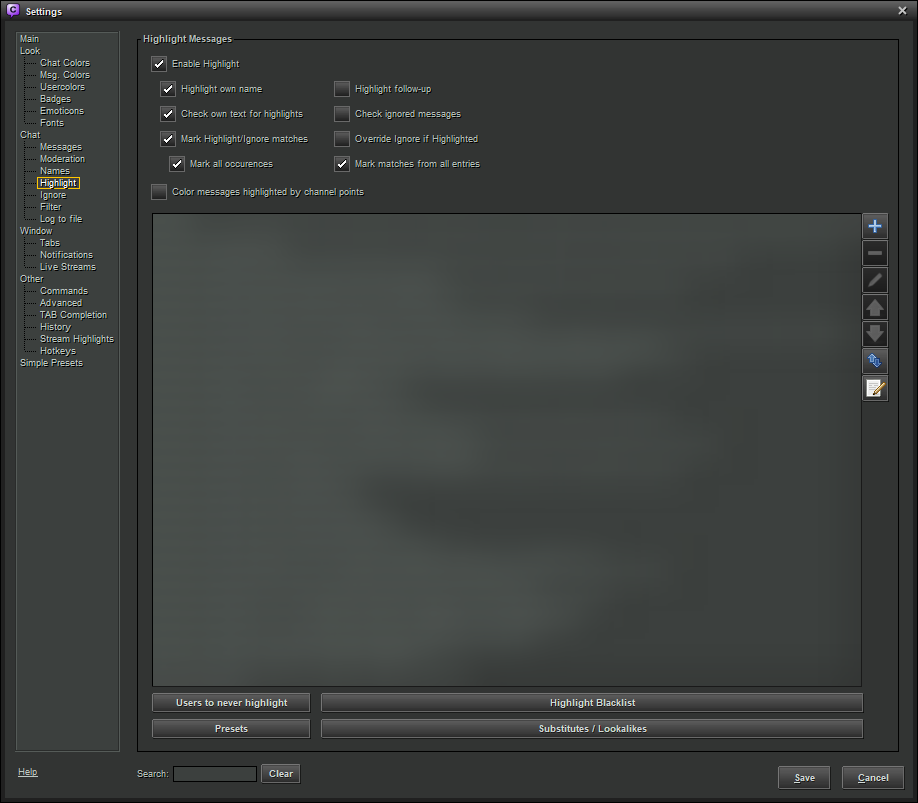 Settings
Main
Look
Chat Colors
Msg. Colors
Usercolors
Badges
Emoticons
Fonts
Chat
Messages
Moderation
Names
Highlight
Ignore
Filter
Log to file
Window
Tabs
Notifications
Live Streams
Other
Commands
Advanced
TAB Completion
History
Stream Highlights
Hotkeys
Simple Presets
Highlight Messages
Enable Highlight
Highlight own name
Highlight follow-up
Check own text for highlights
Check ignored messages
Mark Highlight/Ignore matches
Override Ignore if Highlighted
Mark all occurences
Mark matches from all entries
Color messages highlighted by channel points
Users to never highlight
Highlight Blacklist
Presets
Substitutes / Lookalikes
Help
Search:
Clear
Save
Cancel